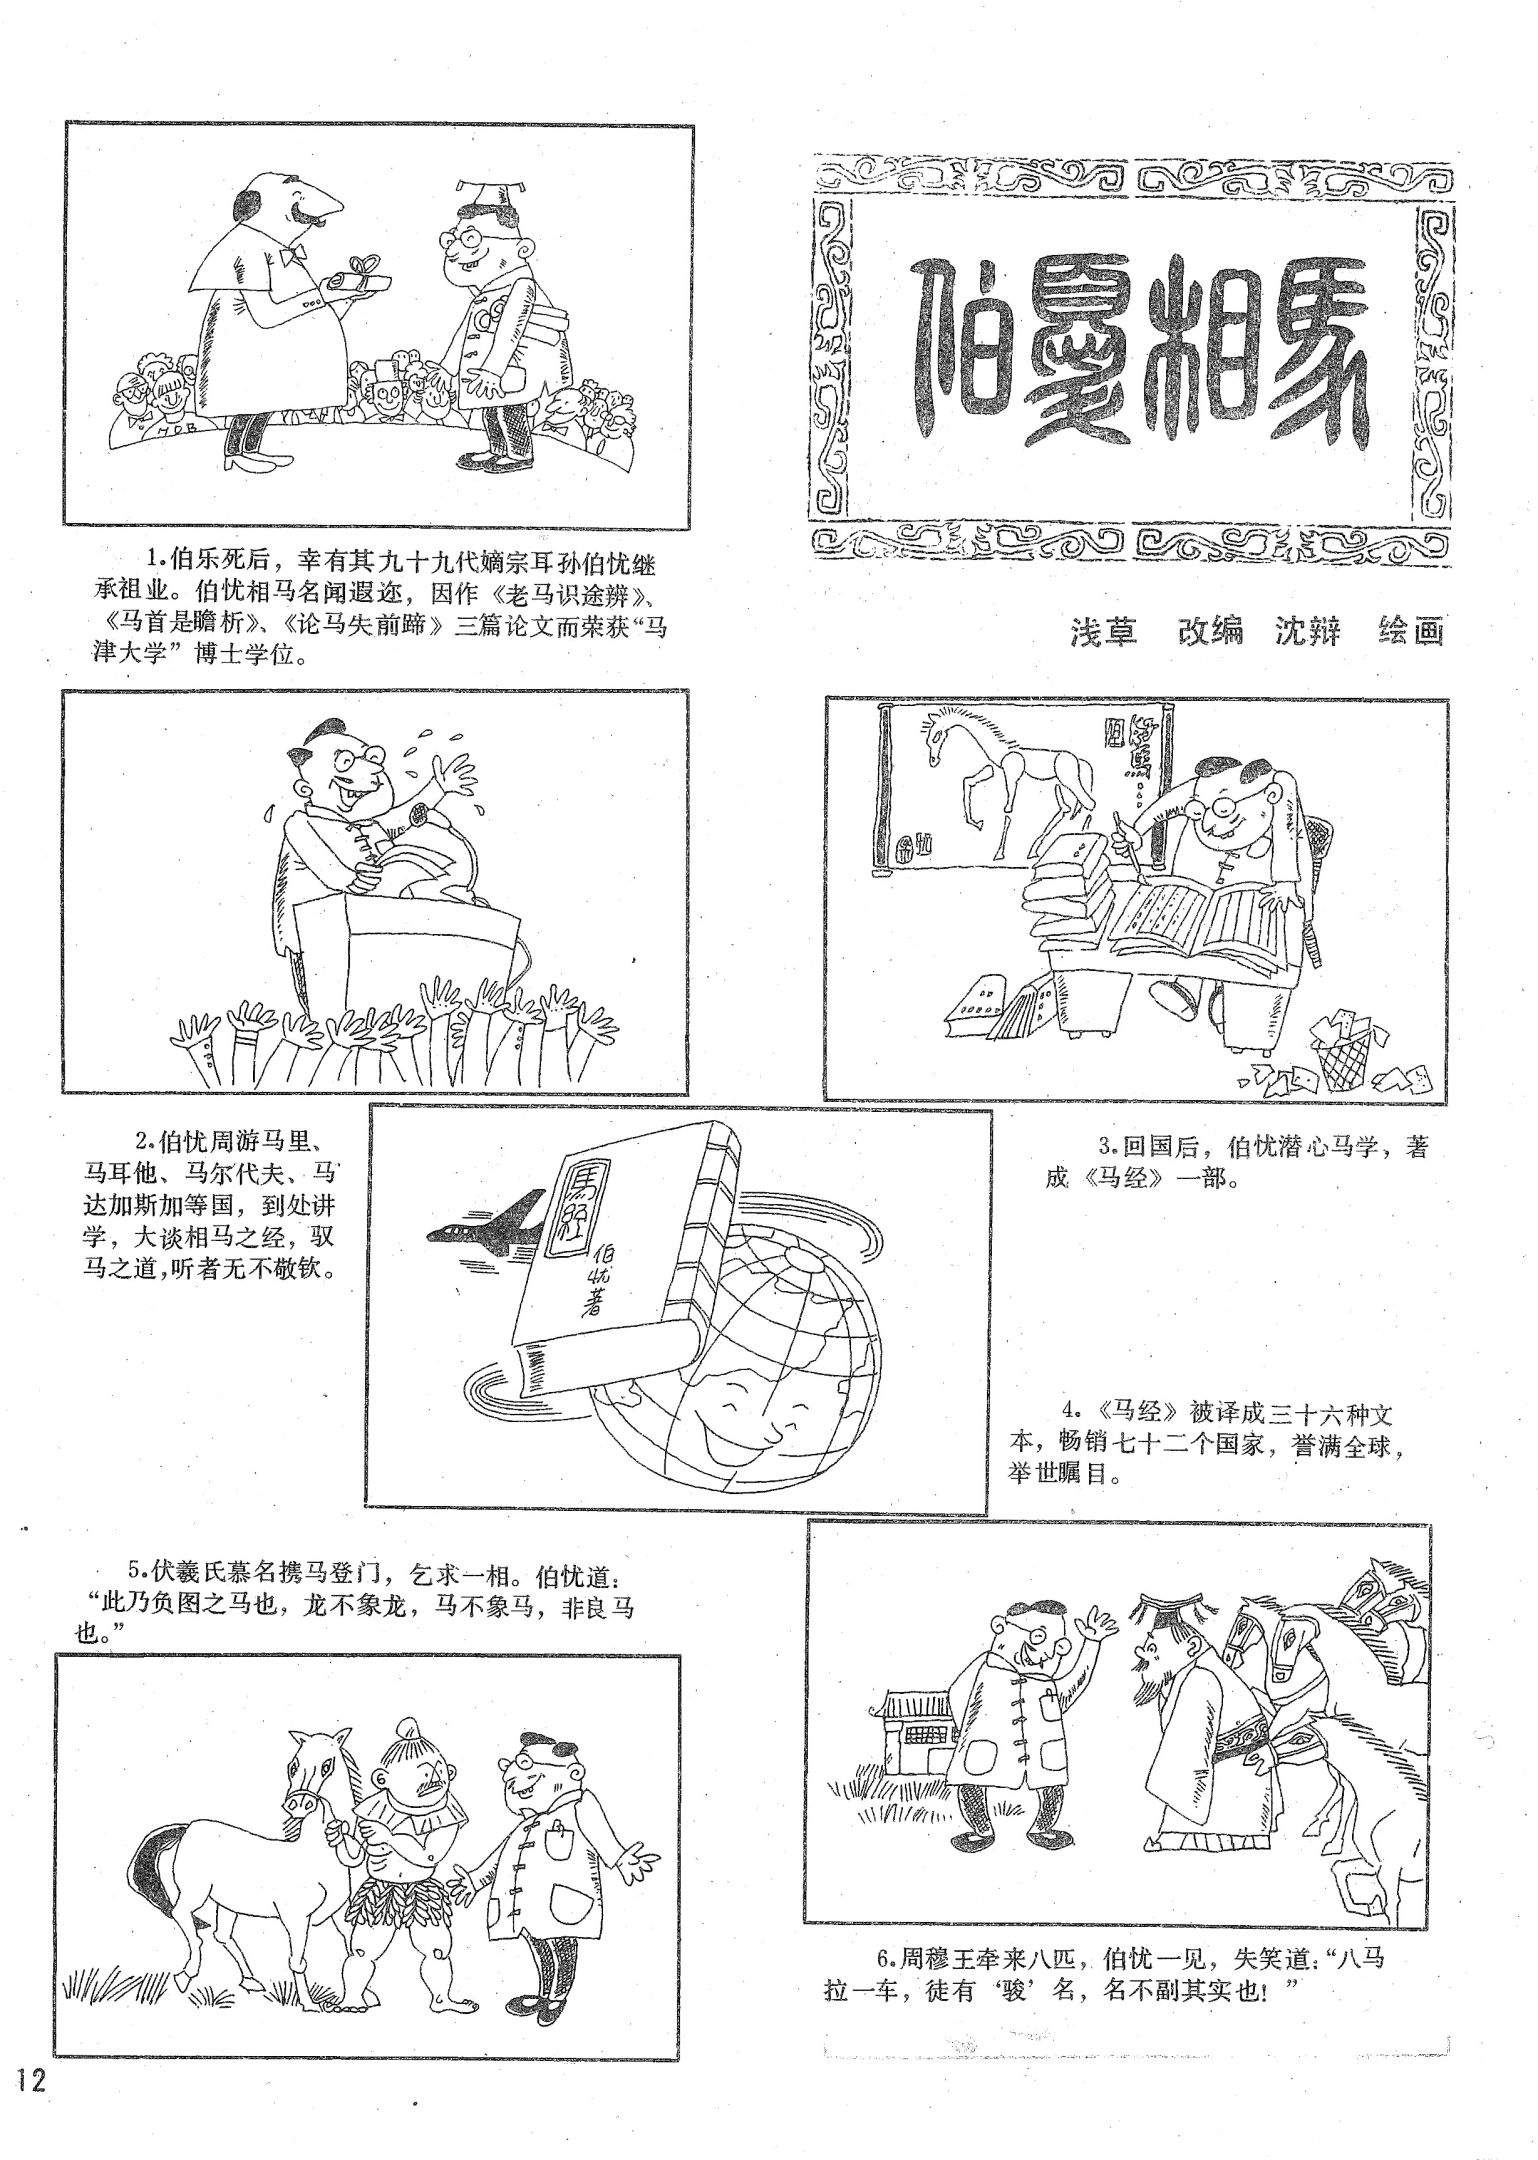 伯憂相馬
浅草 改编 沈辩 绘画
HDB
1.伯乐死后，幸有其九十九代嫡宗耳孙伯忧继
承祖业。伯忧相马名闻遐迩，因作《老马识途辨》、
《马首是瞻析》、《论马失前蹄》三篇论文而荣获“马
津大学”博士学位。
2.伯忧周游马里、
马耳他、马尔代夫、马
达加斯加等国，到处讲
学，大谈相马之经，驭
马之道，听者无不敬钦。
3.回国后，伯忧潜心马学，著
成《马经》一部。
馬經
伯忧著
4.《马经》被译成三十六种文
本，畅销七十二个国家，誉满全球，
举世瞩目。
5.伏羲氏慕名携马登门，乞求一相。伯忧道：
“此乃负图之马也，龙不象龙，马不象马，非良马
也。”
6.周穆王牵来八匹，伯忧一见，失笑道：“八马
拉一车，徒有‘骏’名，名不副其实也！”
12